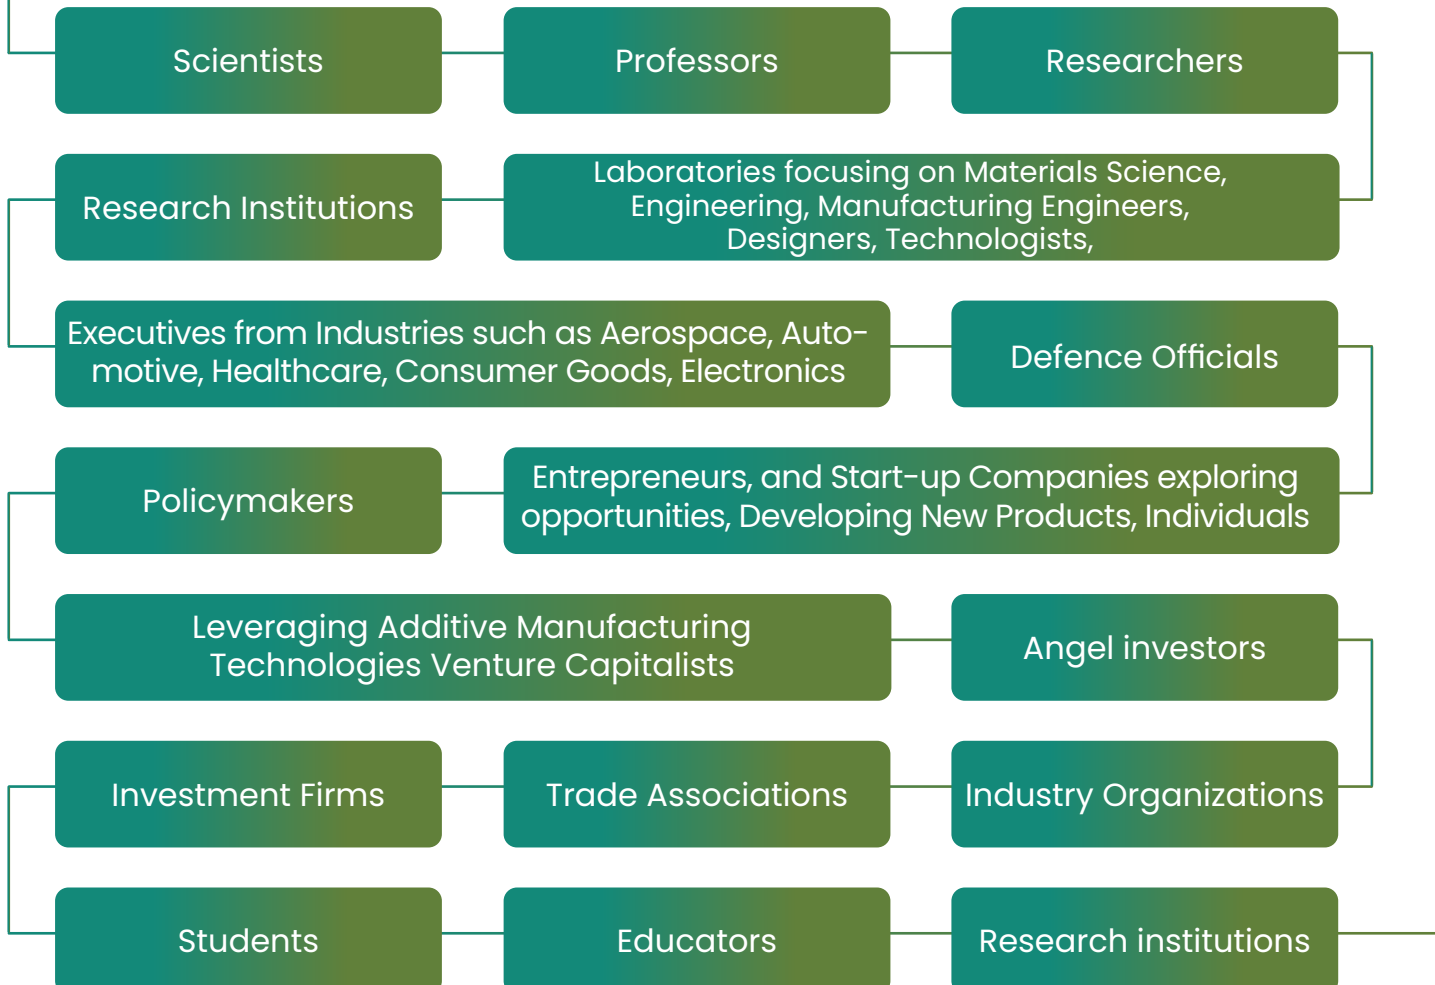 Scientists
Professors
Researchers
Research Institutions
Laboratories focusing on Materials Science,
Engineering, Manufacturing Engineers,
Designers, Technologists,
Executives from Industries such as Aerospace, Auto-
motive, Healthcare, Consumer Goods, Electronics
Defence Officials
Policymakers
Entrepreneurs, and Start-up Companies exploring
opportunities, Developing New Products, Individuals
Leveraging Additive Manufacturing
Technologies Venture Capitalists
Angel investors
Investment Firms
Trade Associations
Industry Organizations
Students
Educators
Research institutions